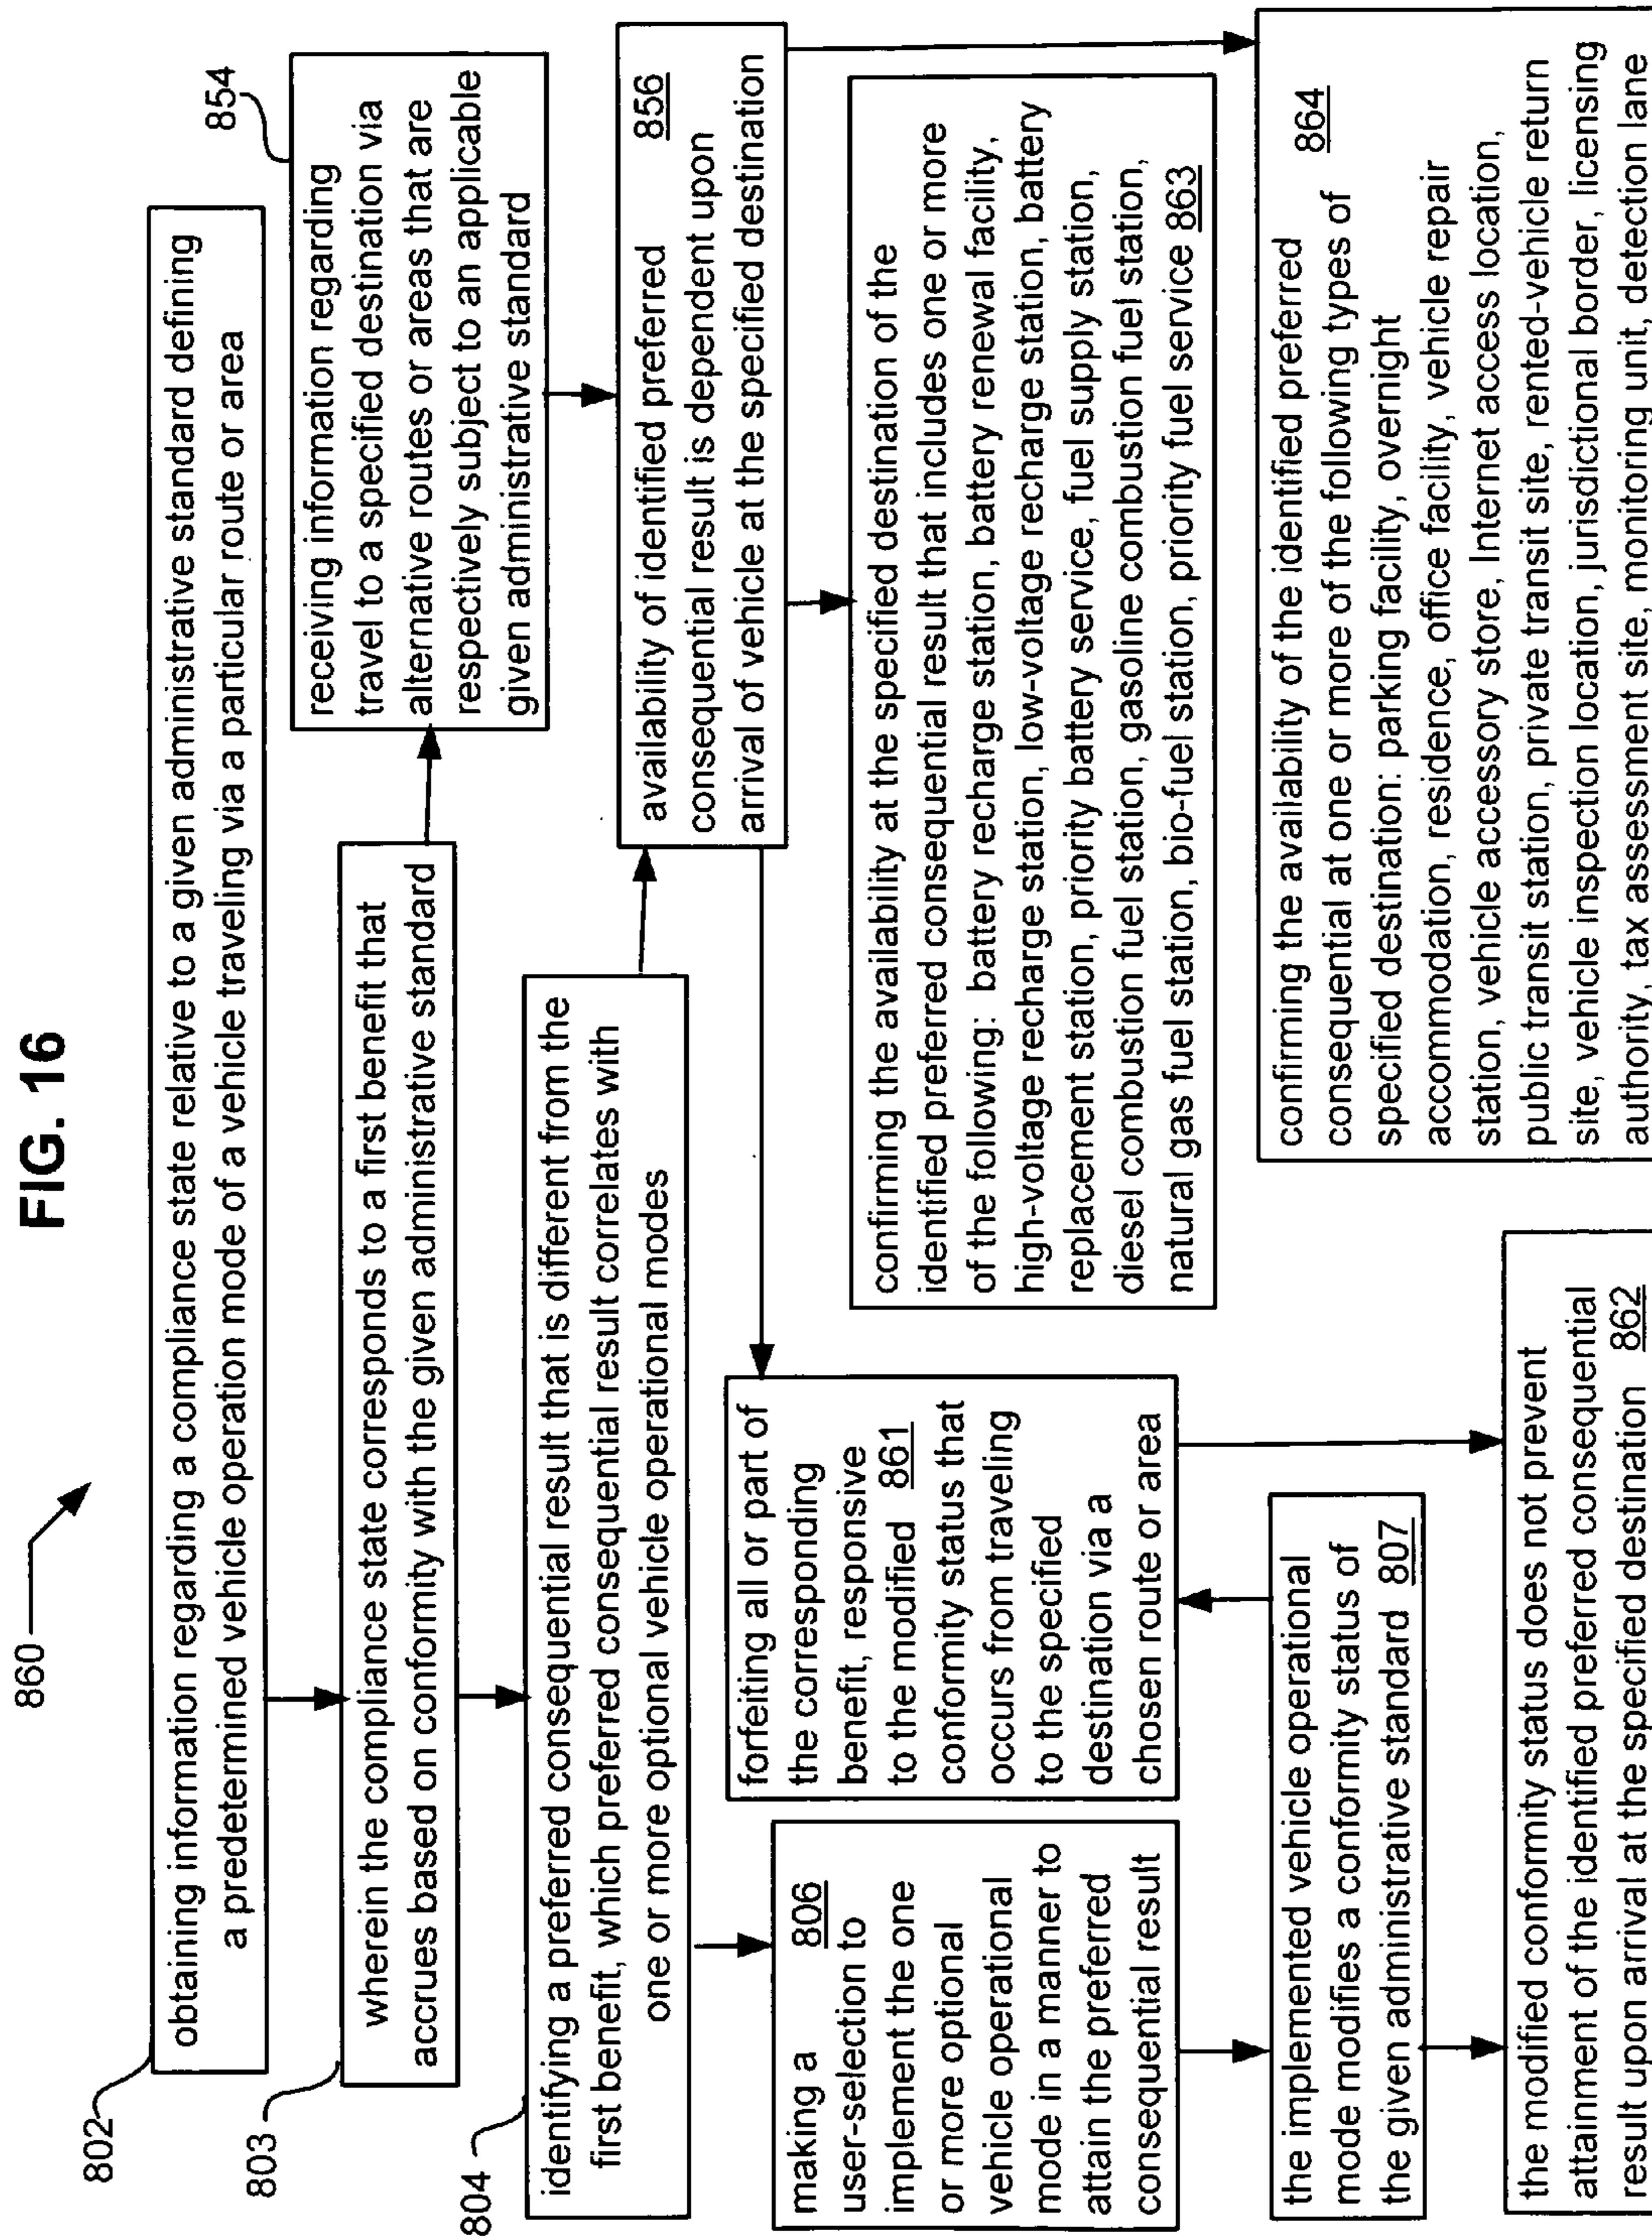 FIG. 16
860
802
obtaining information regarding a compliance state relative to a given administrative standard defining
a predetermined vehicle operation mode of a vehicle traveling via a particular route or area
803
wherein the compliance state corresponds to a first benefit that
accrues based on conformity with the given administrative standard
854
receiving information regarding
travel to a specified destination via
alternative routes or areas that are
respectively subject to an applicable
given administrative standard
804
identifying a preferred consequential result that is different from the
first benefit, which preferred consequential result correlates with
one or more optional vehicle operational modes
availability of identified preferred 856
consequential result is dependent upon
arrival of vehicle at the specified destination
making a 806
user-selection to
implement the one
or more optional
vehicle operational
mode in a manner to
attain the preferred
consequential result
forfeiting all or part of
the corresponding
benefit, responsive
to the modified 861
conformity status that
occurs from traveling
to the specified
destination via a
chosen route or area
confirming the availability at the specified destination of the
identified preferred consequential result that includes one or more
of the following: battery recharge station, battery renewal facility,
high-voltage recharge station, low-voltage recharge station, battery
replacement station, priority battery service, fuel supply station,
diesel combustion fuel station, gasoline combustion fuel station,
natural gas fuel station, bio-fuel station, priority fuel service 863
the implemented vehicle operational
mode modifies a conformity status of
the given administrative standard 807
the modified conformity status does not prevent
attainment of the identified preferred consequential
result upon arrival at the specified destination 862
confirming the availability of the identified preferred
consequential at one or more of the following types of 864
specified destination: parking facility, overnight
accommodation, residence, office facility, vehicle repair
station, vehicle accessory store, Internet access location,
public transit station, private transit site, rented-vehicle return
site, vehicle inspection location, jurisdictional border, licensing
authority, tax assessment site, monitoring unit, detection lane